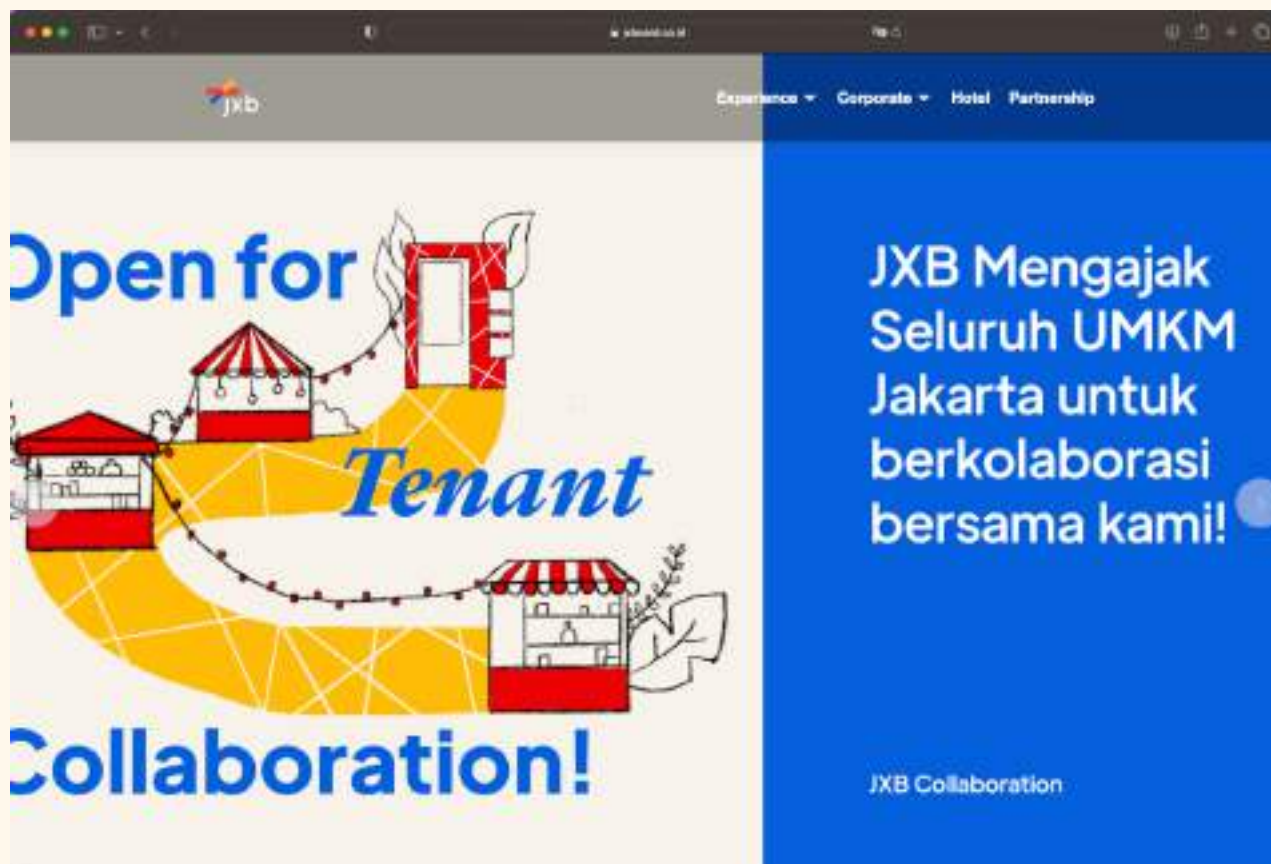 jxb
Experience Corporate Hotel Partnership
Open for
Tenant
Collaboration!
JXB Mengajak
Seluruh UMKM
Jakarta untuk
berkolaborasi
bersama kami!
JXB Collaboration